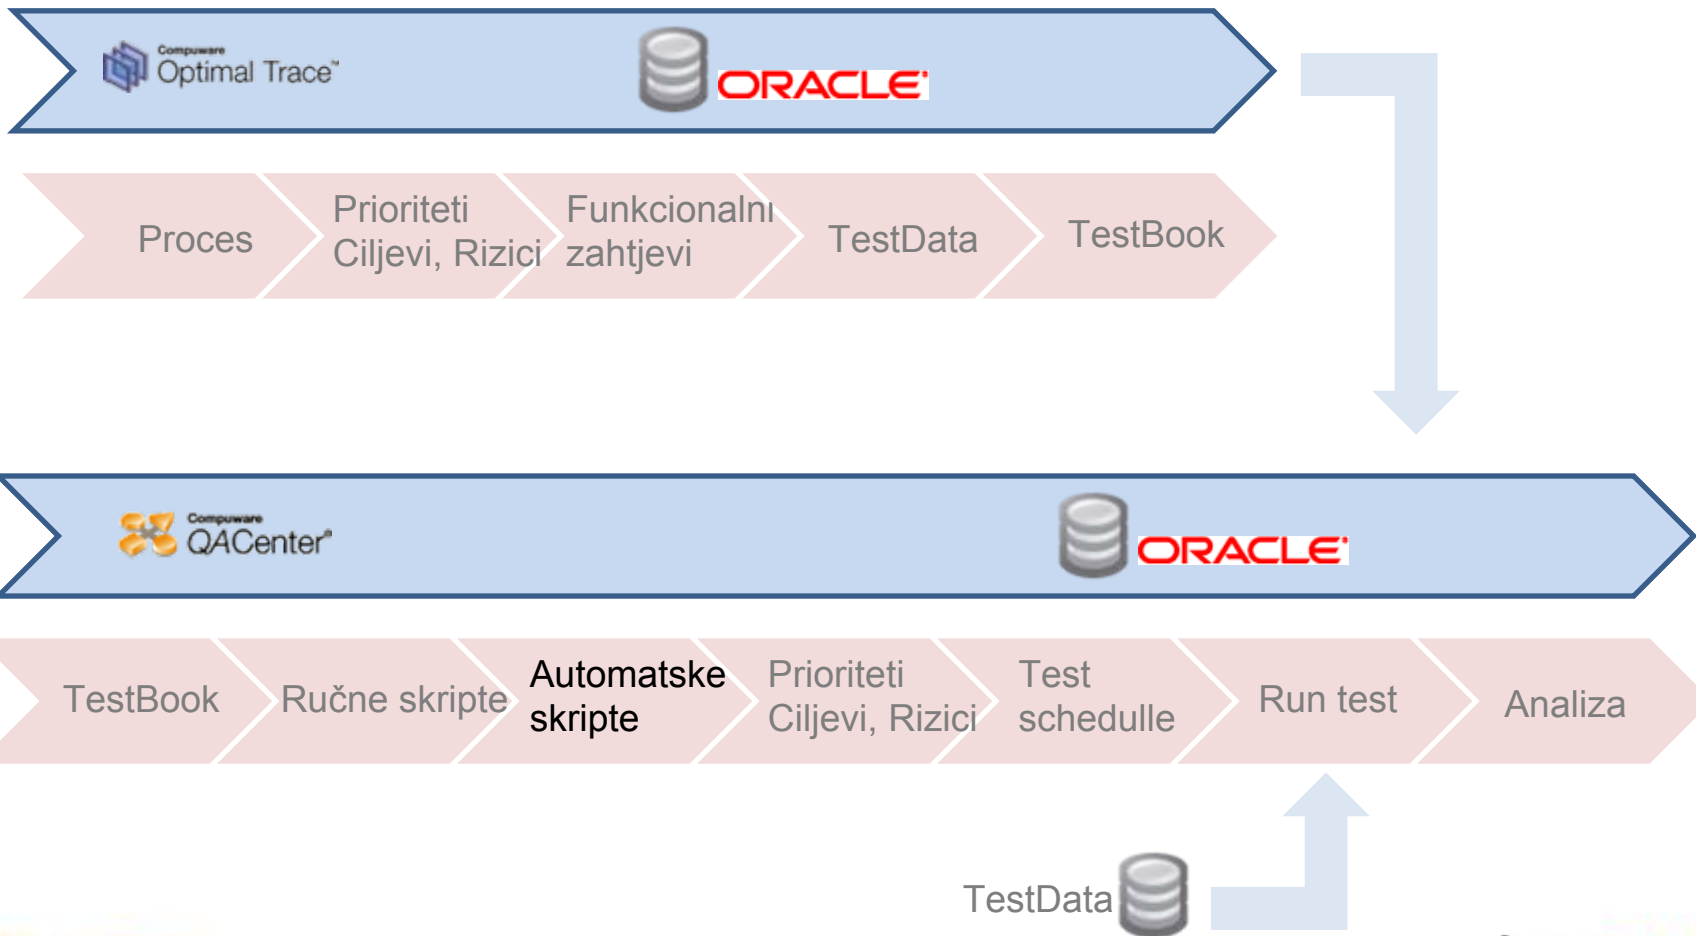 Compuware
Optimal Trace™
ORACLE®
Proces
Prioriteti
Ciljevi, Rizici
Funkcionalni
zahtjevi
TestData
TestBook
Compuware
QACenter®
ORACLE®
TestBook
Ručne skripte
Automatske
skripte
Prioriteti
Ciljevi, Rizici
Test
schedulle
Run test
Analiza
TestData